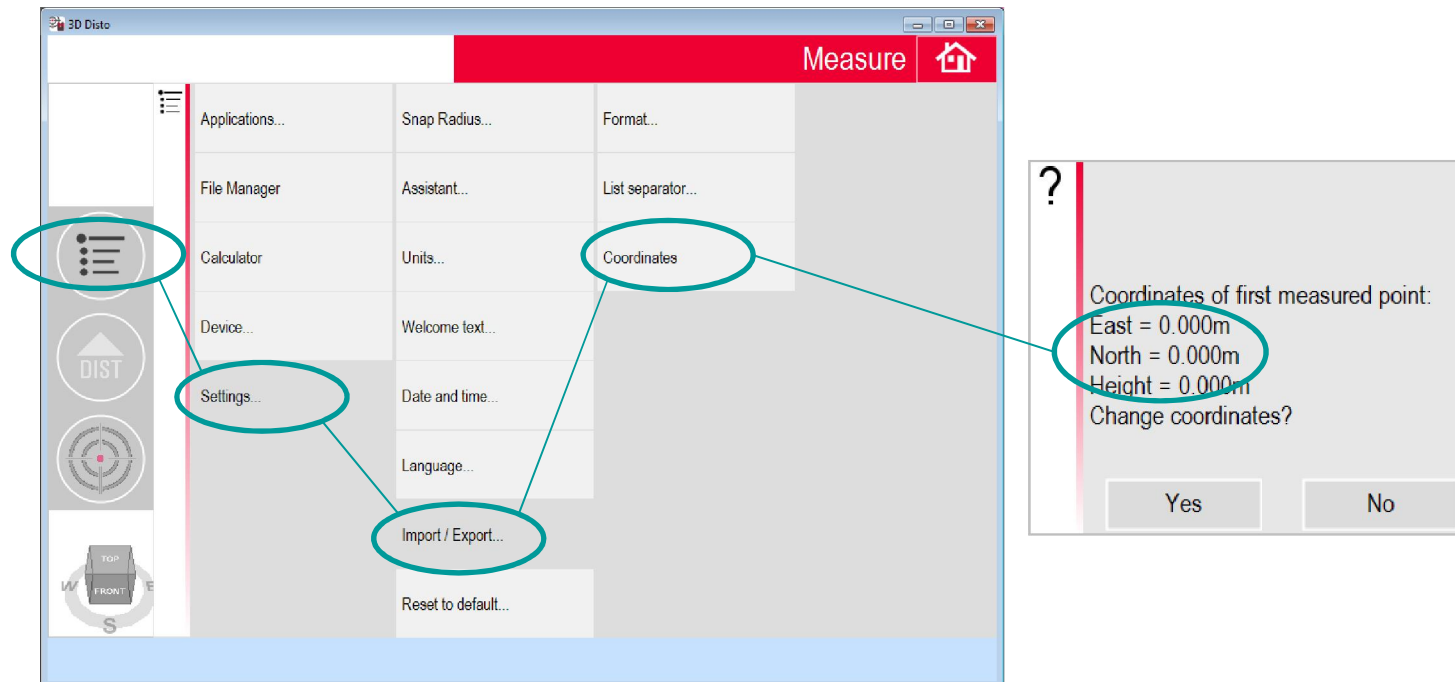 3D Disto
Measure
Applications...
Snap Radius...
Format...
File Manager
Assistant...
List separator...
Calculator
Units...
Coordinates
Device...
Welcome text...
DIST
Settings...
Date and time...
Language...
Import / Export...
Reset to default...
TOP
W
FRONT
E
S
?
Coordinates of first measured point:
East = 0.000m
North = 0.000m
Height = 0.000m
Change coordinates?
Yes
No